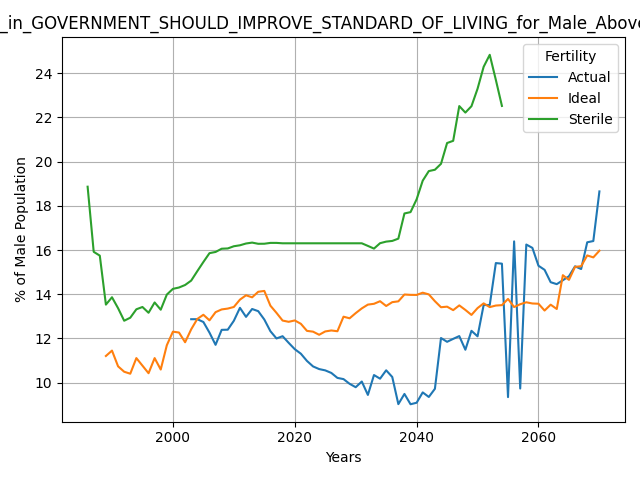 _in_GOVERNMENT_SHOULD_IMPROVE_STANDARD_OF_LIVING_for_Male_Above
Fertility
Actual
Ideal
Sterile
24
22
20
18
16
14
12
10
% of Male Population
2000
2020
2040
2060
Years